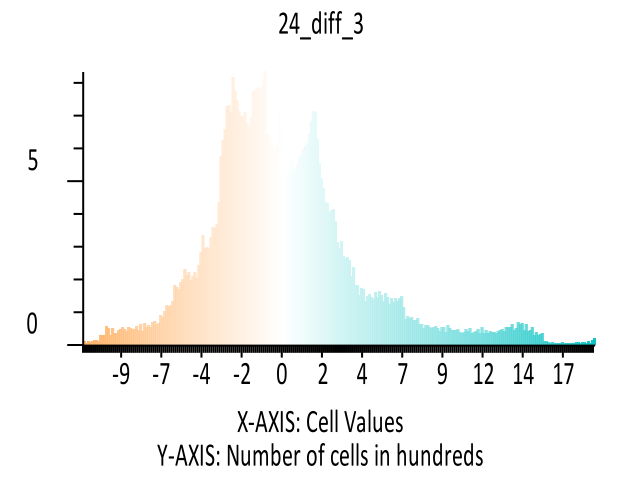 24_diff_3
5
0
-9 -7 -4 -2 0 2 4 7 9 12 14 17
X-AXIS: Cell Values
Y-AXIS: Number of cells in hundreds